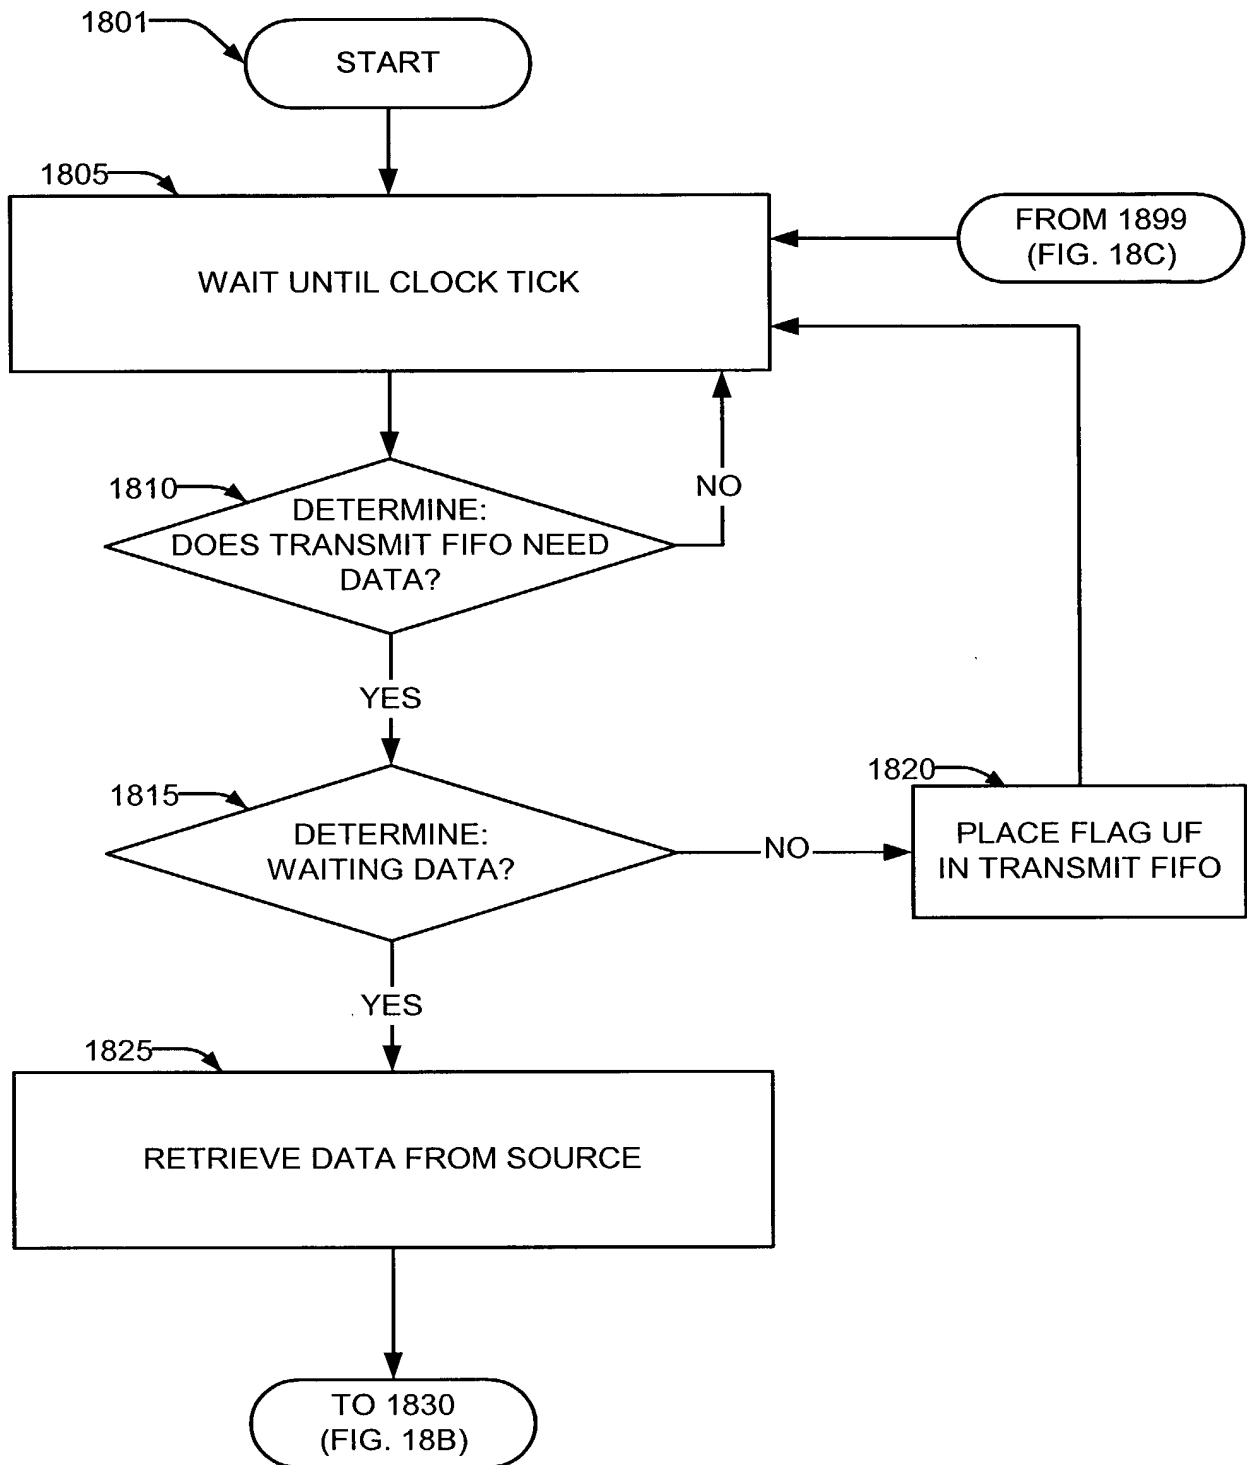 1801
START
1805
WAIT UNTIL CLOCK TICK
FROM 1899
(FIG. 18C)
1810
DETERMINE:
DOES TRANSMIT FIFO NEED
DATA?
NO
YES
1815
DETERMINE:
WAITING DATA?
NO
1820
PLACE FLAG UF
IN TRANSMIT FIFO
YES
1825
RETRIEVE DATA FROM SOURCE
TO 1830
(FIG. 18B)